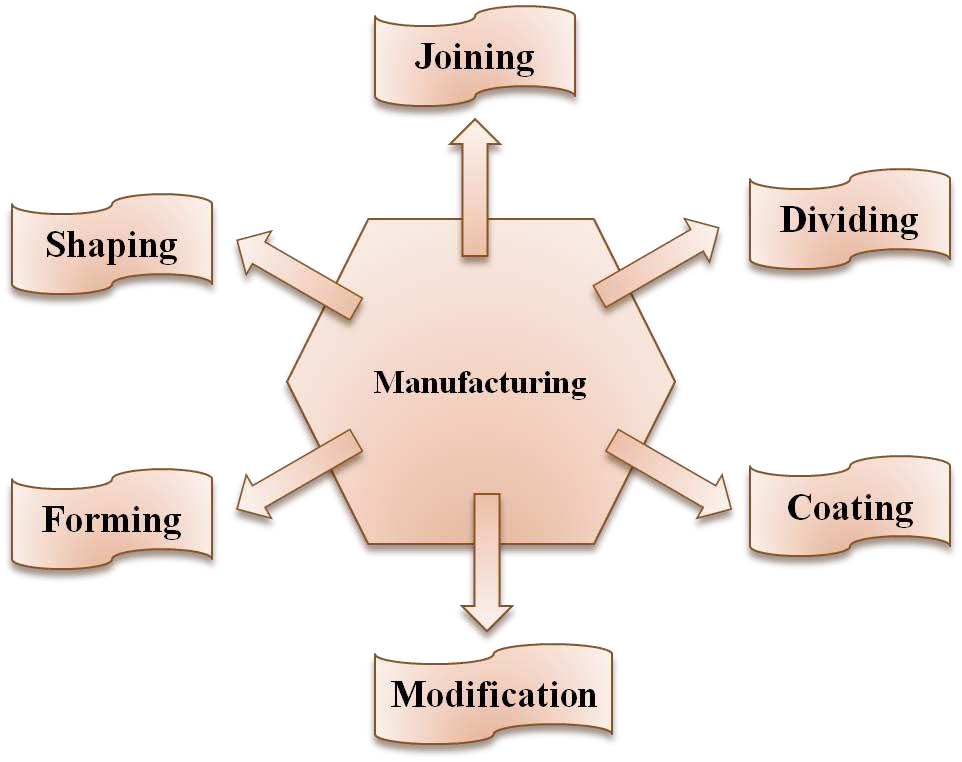 Joining
Shaping
Dividing
Manufacturing
Forming
Coating
Modification